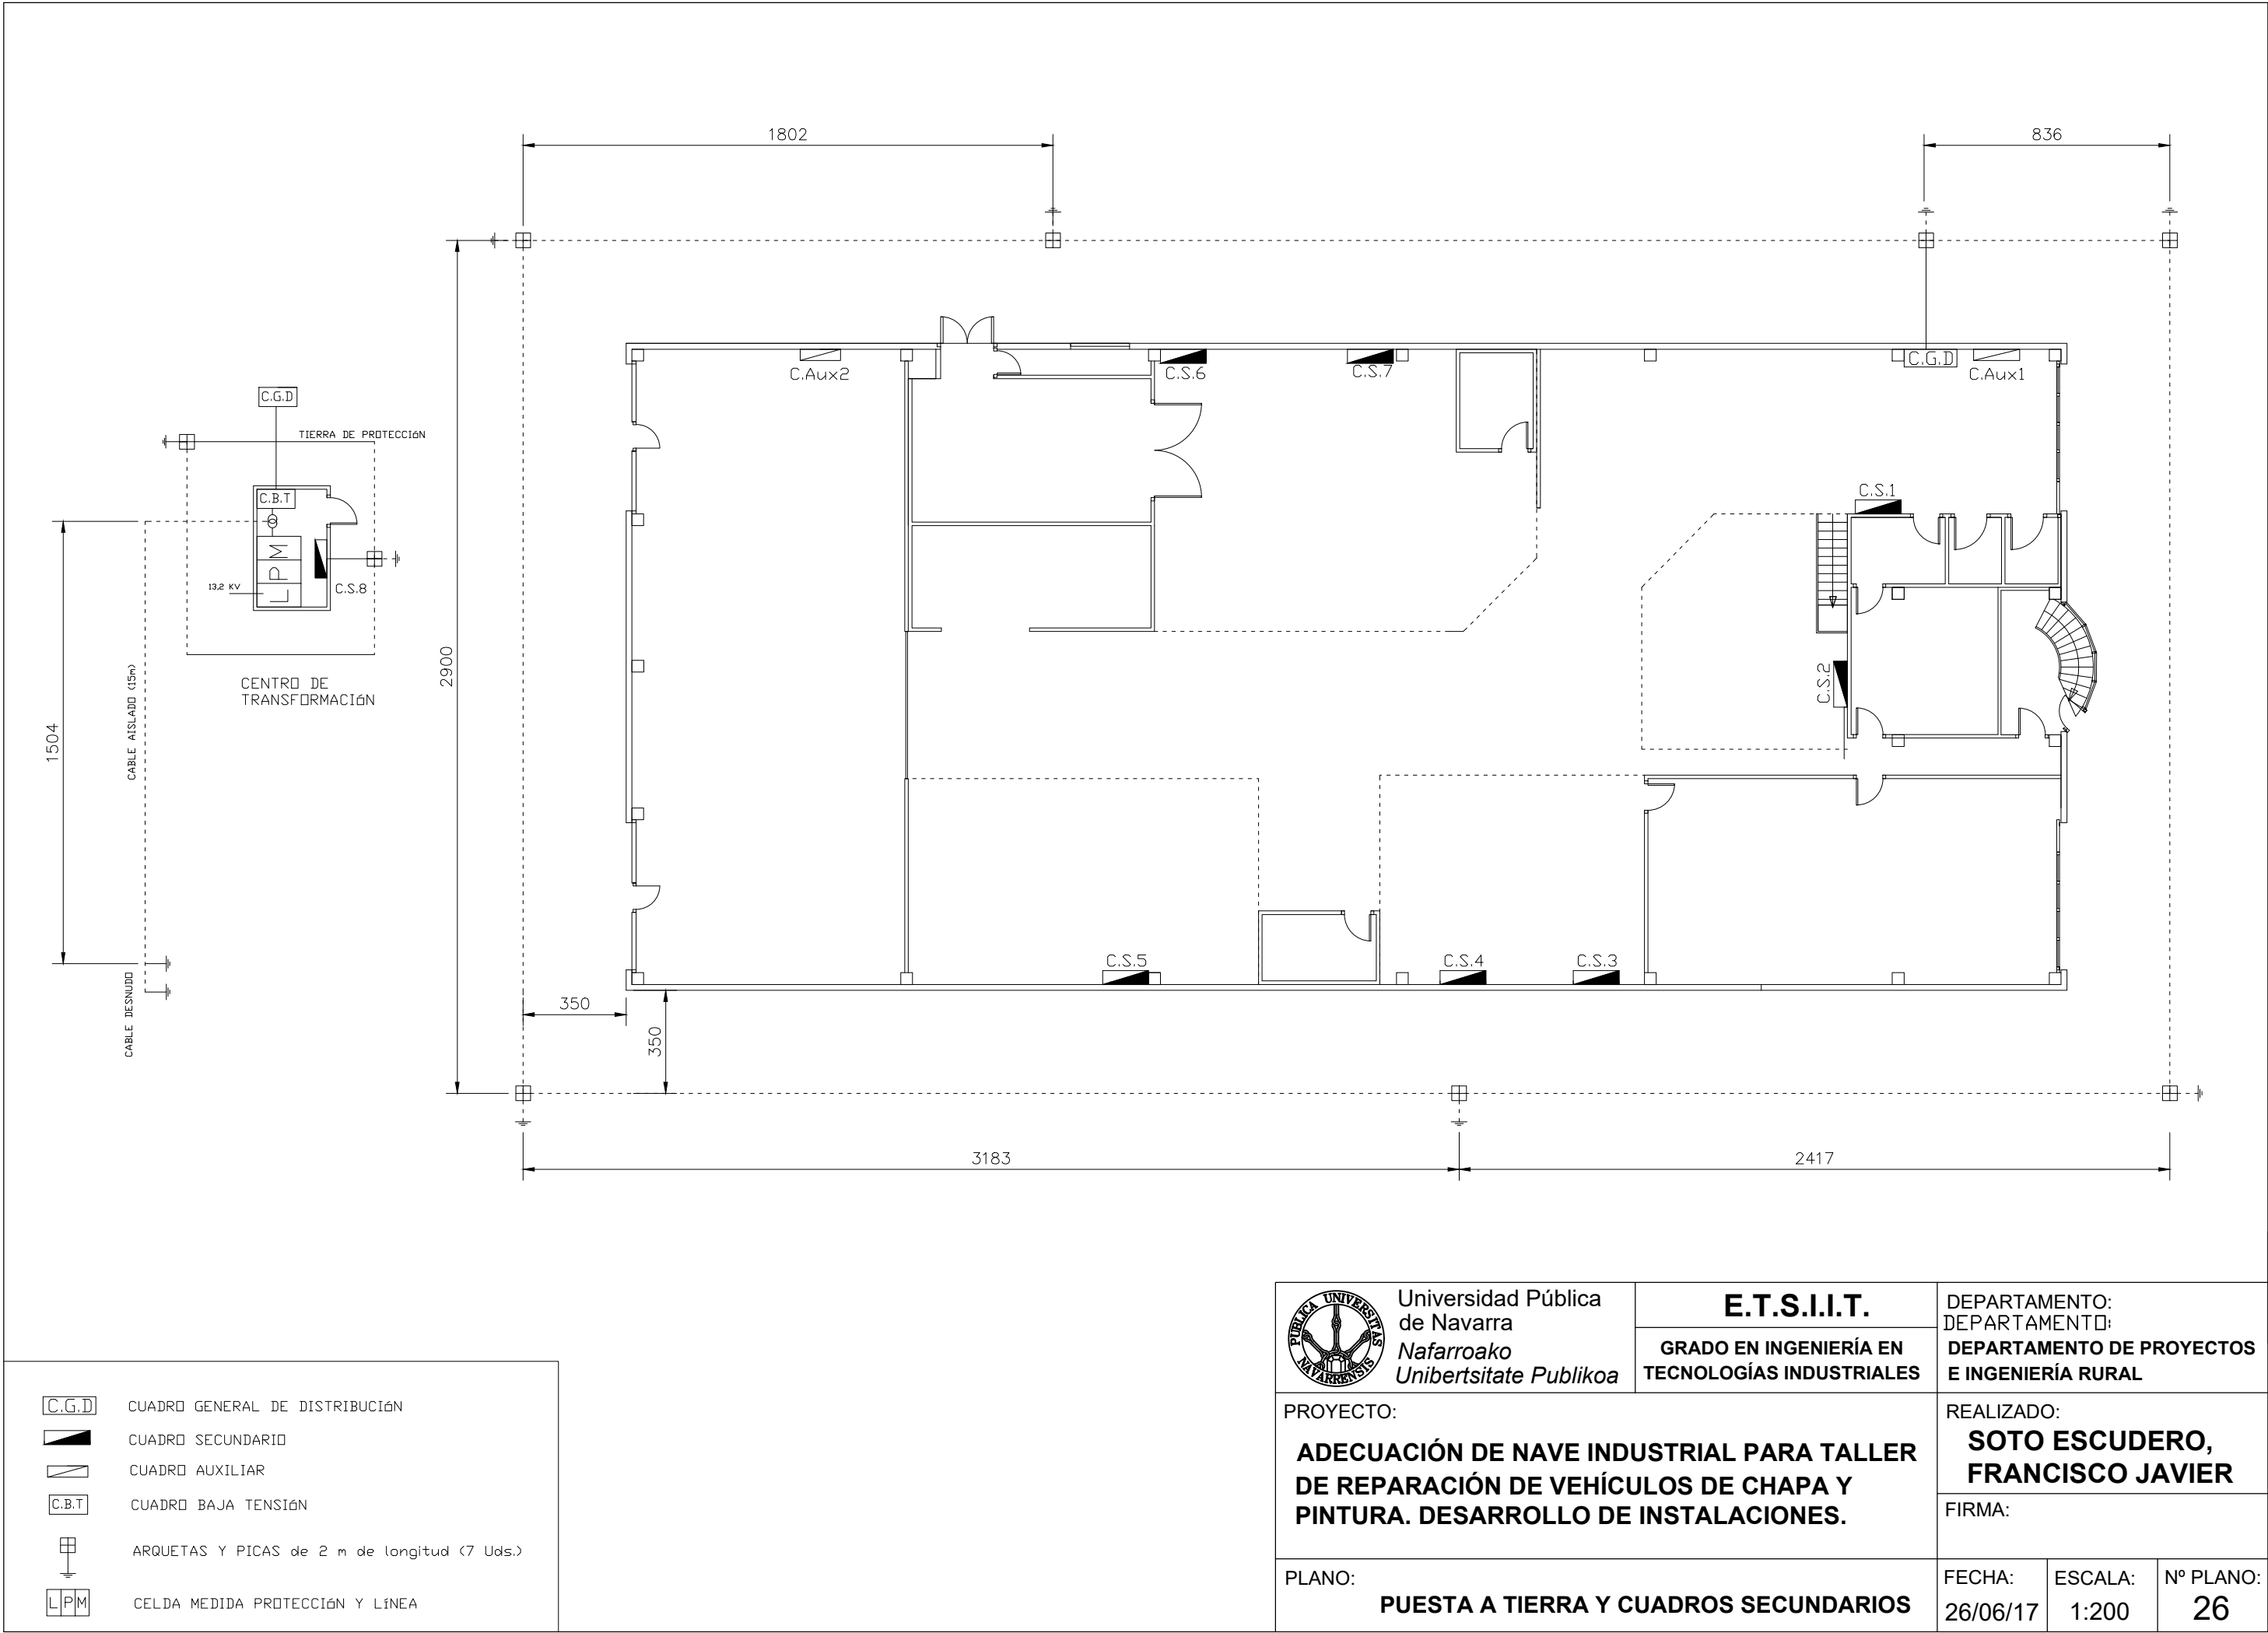 1802
836
C.Aux2
C.S.6
C.S.7
C.G.D
C.Aux1
C.G.D
TIERRA DE PROTECCIóN
C.B.T
C.S.1
L P M
13,2 KV
C.S.8
CENTRO DE
TRANSFORMACIóN
2900
C.S.2
CABLE AISLADO (15m)
1504
C.S.5
C.S.4
C.S.3
CABLE DESNUDO
350
350
3183
2417
PUBLICA UNIVERSITAS NAVARRENSIS
Universidad Pública
de Navarra
Nafarroako
Unibertsitate Publikoa
E.T.S.I.I.T.
GRADO EN INGENIERÍA EN
TECNOLOGÍAS INDUSTRIALES
DEPARTAMENTO:
DEPARTAMENTO:
DEPARTAMENTO DE PROYECTOS
E INGENIERÍA RURAL
PROYECTO:
ADECUACIÓN DE NAVE INDUSTRIAL PARA TALLER
DE REPARACIÓN DE VEHÍCULOS DE CHAPA Y
PINTURA. DESARROLLO DE INSTALACIONES.
REALIZADO:
SOTO ESCUDERO,
FRANCISCO JAVIER
FIRMA:
PLANO:
PUESTA A TIERRA Y CUADROS SECUNDARIOS
FECHA:
26/06/17
ESCALA:
1:200
Nº PLANO:
26
C.G.D CUADRO GENERAL DE DISTRIBUCIóN
CUADRO SECUNDARIO
CUADRO AUXILIAR
C.B.T CUADRO BAJA TENSIóN
ARQUETAS Y PICAS de 2 m de longitud (7 Uds.)
LPM CELDA MEDIDA PROTECCIóN Y LíNEA